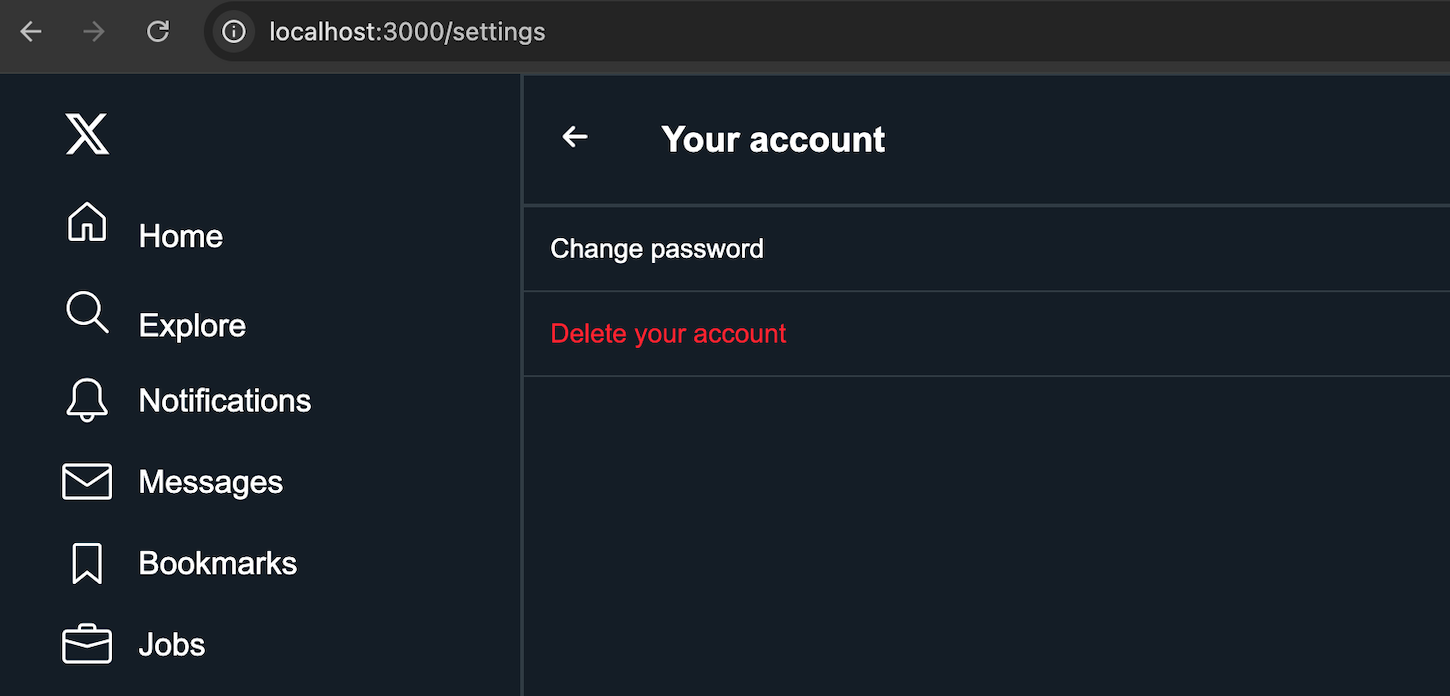 localhost:3000/settings
Your account
Home
Explore
Notifications
Messages
Bookmarks
Jobs
Change password
Delete your account